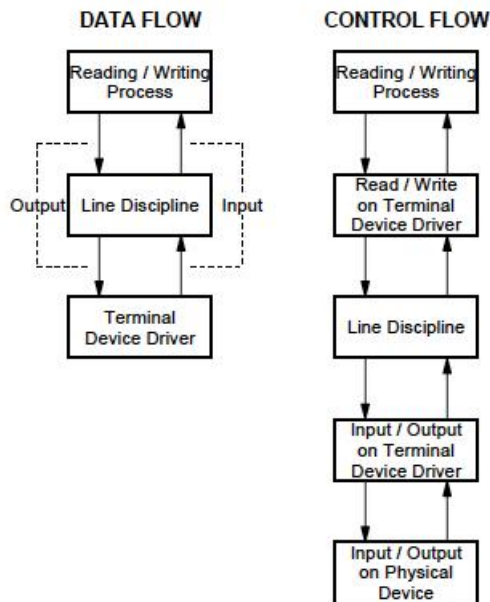 DATA FLOW
Reading / Writing
Process
Output
Line Discipline
Input
Terminal
Device Driver
CONTROL FLOW
Reading / Writing
Process
Read / Write
on Terminal
Device Driver
Line Discipline
Input / Output
on Terminal
Device Driver
Input / Output
on Physical
Device